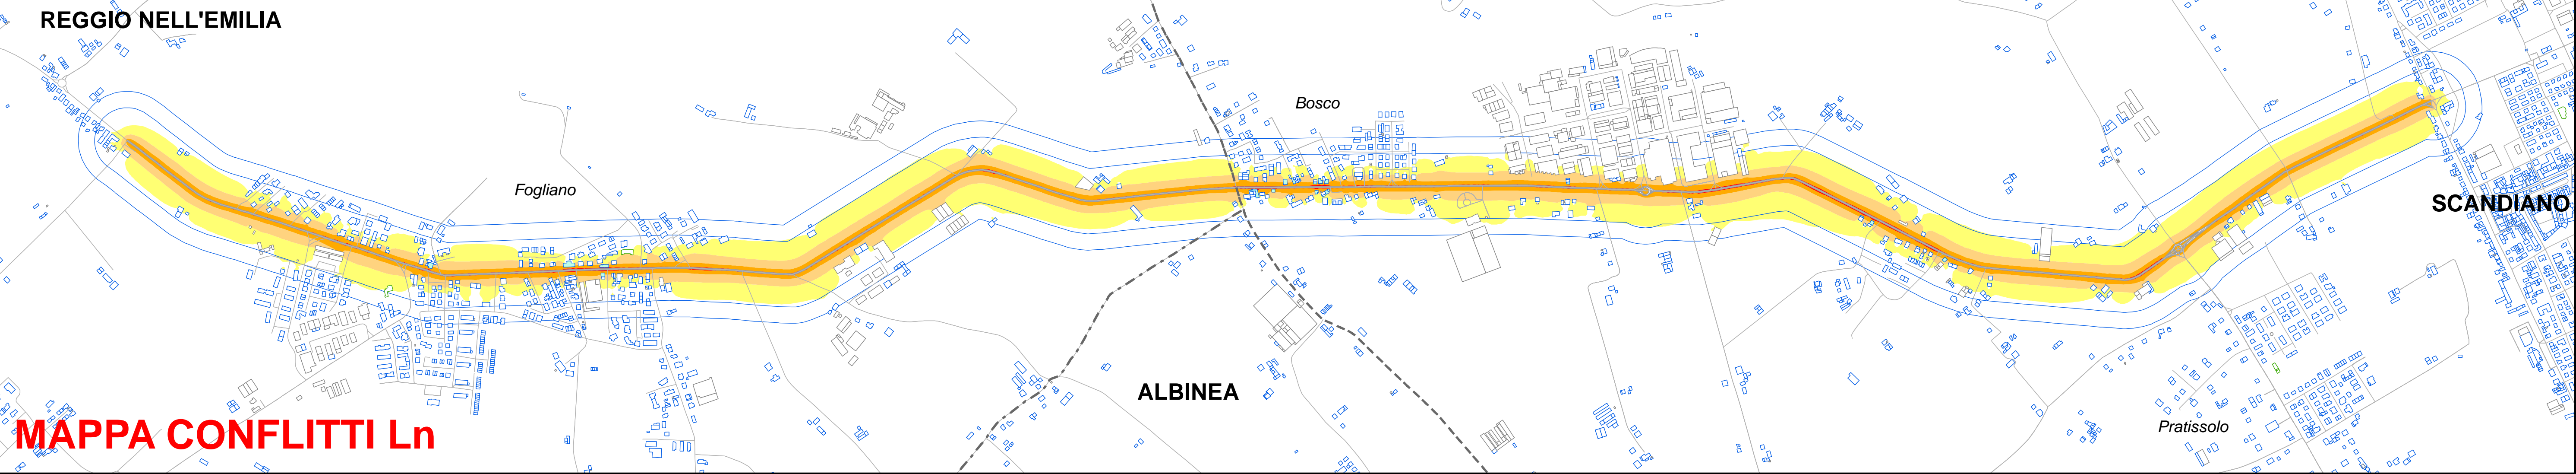 REGGIO NELL'EMILIA
Bosco
Fogliano
SCANDIANO
ALBINEA
Pratissolo
MAPPA CONFLITTI Ln